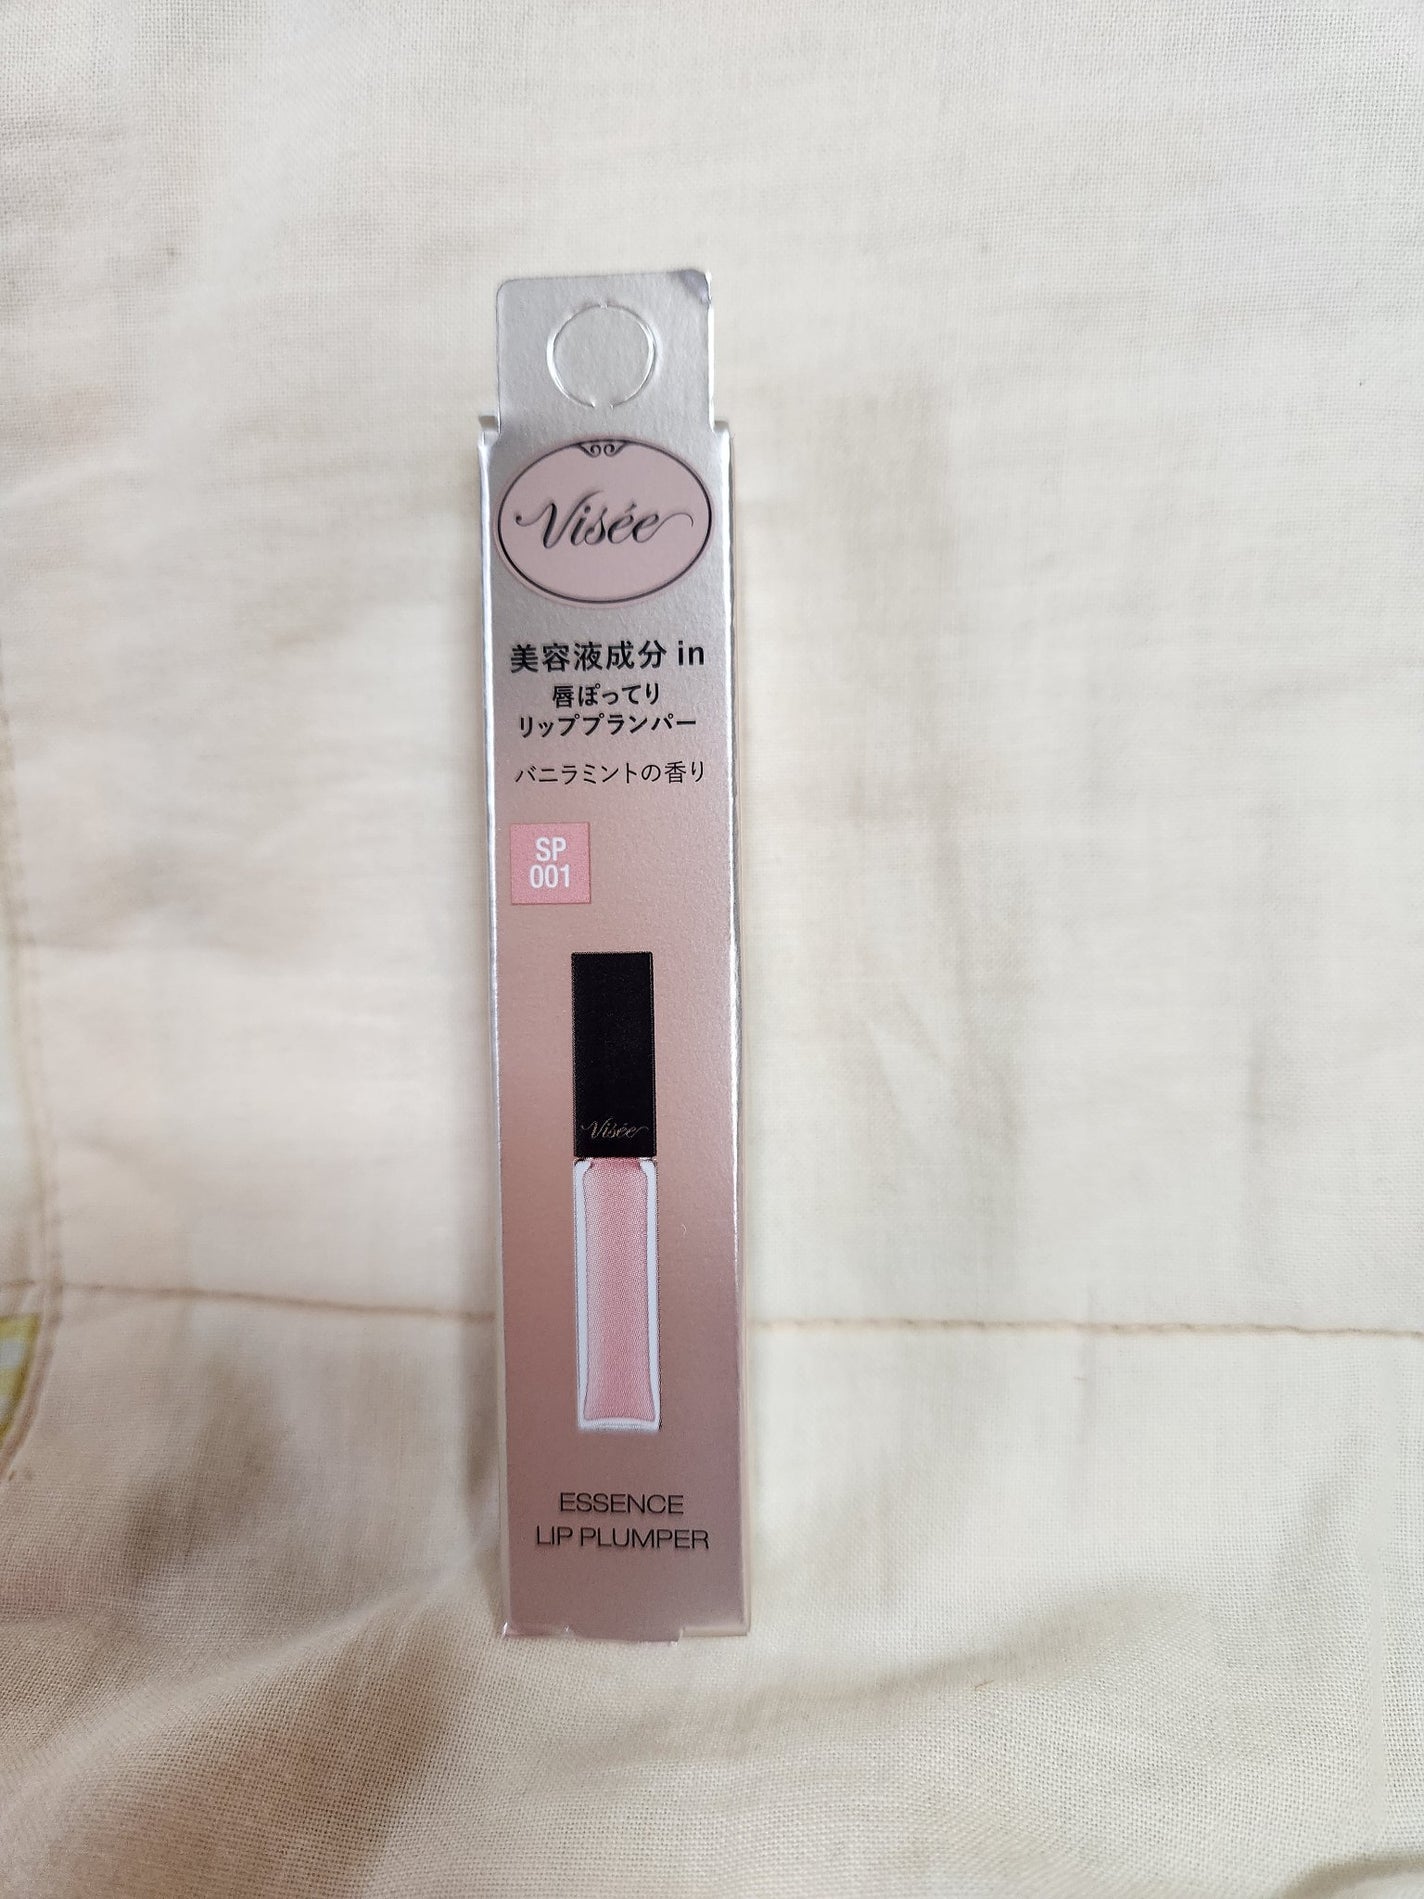 Visée
美容液成分 in
唇ぽってり
リッププランパー
バニラミントの香り
SP
001
Visée
ESSENCE
LIP PLUMPER